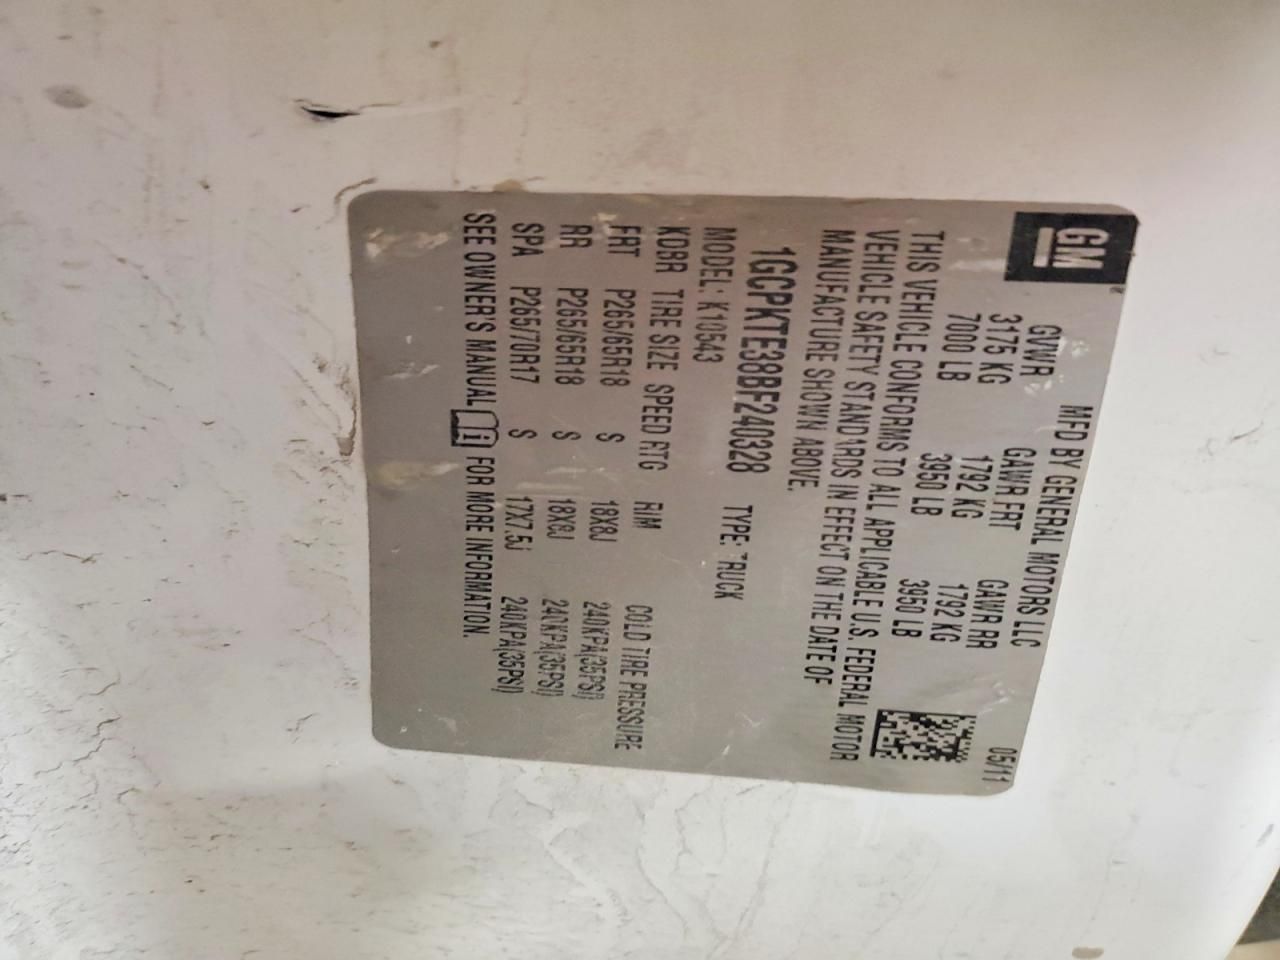 GM
MFD BY GENERAL MOTORS LLC 05/11
GVWR GAWR FRT GAWR RR
3175 KG 1792 KG 1792 KG
7000 LB 3950 LB 3950 LB
THIS VEHICLE CONFORMS TO ALL APPLICABLE U.S. FEDERAL MOTOR
VEHICLE SAFETY STANDARDS IN EFFECT ON THE DATE OF
MANUFACTURE SHOWN ABOVE.
1GCPKTE38BF240328 TYPE: TRUCK
MODEL: K10543
KDBR TIRE SIZE SPEED RTG RIM COLD TIRE PRESSURE
FRT P265/65R18 S 18X8J 240KPA(35PSI)
RR P265/65R18 S 18X8J 240KPA(35PSI)
SPA P265/70R17 S 17X7.5J 240KPA(35PSI)
SEE OWNER'S MANUAL i FOR MORE INFORMATION.